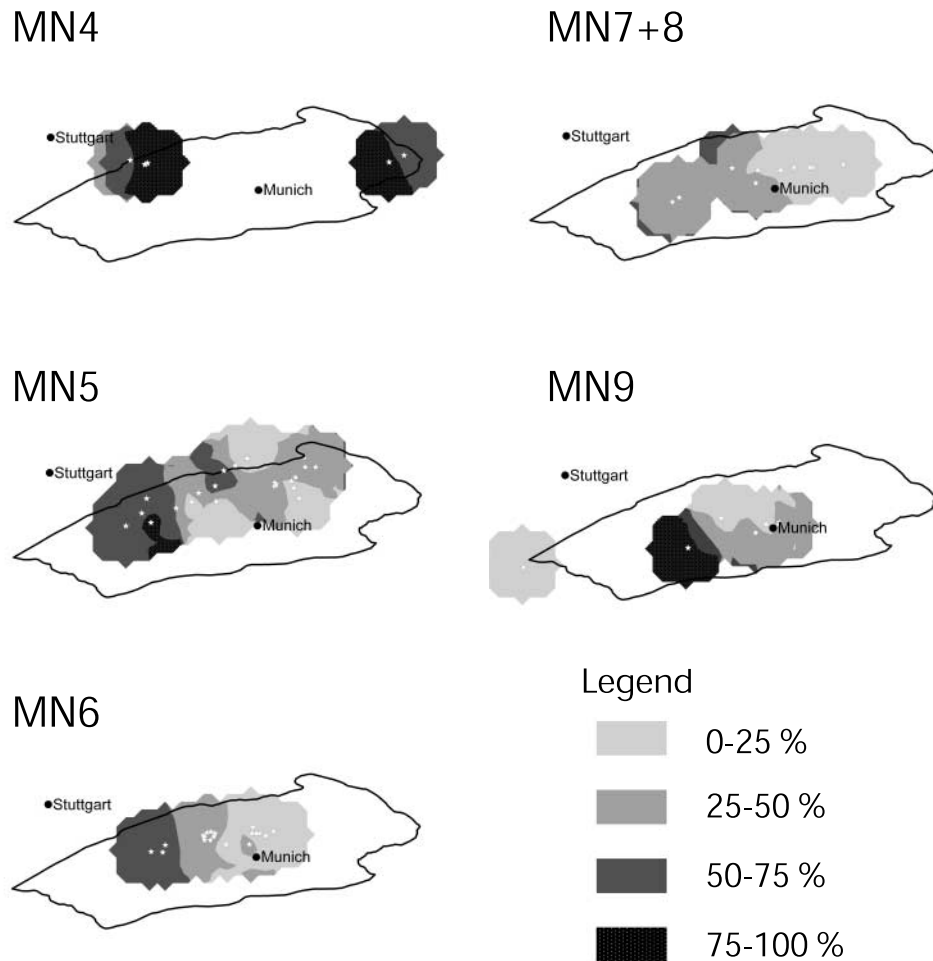 MN4
Stuttgart
Munich
MN7+8
Stuttgart
Munich
MN5
Stuttgart
Munich
MN9
Stuttgart
Munich
MN6
Stuttgart
Munich
Legend
0-25 %
25-50 %
50-75 %
75-100 %